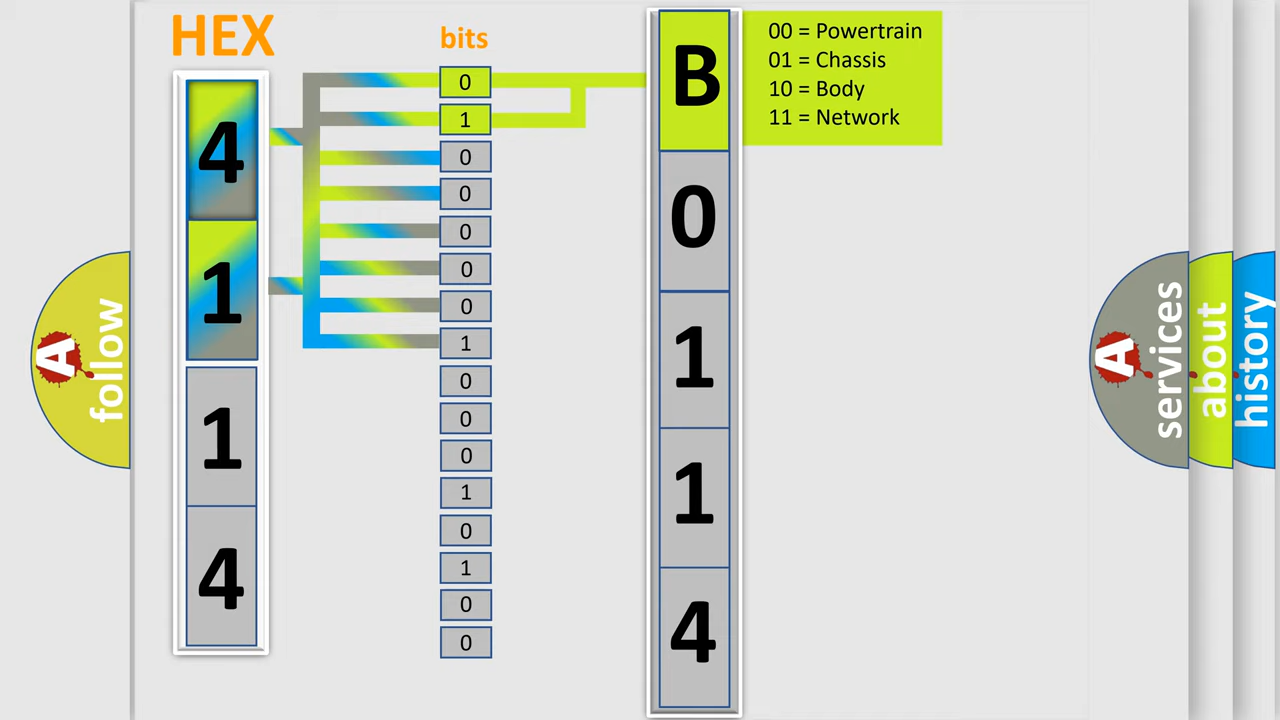 HEX
bits
4
1
1
4
0
1
0
0
0
0
0
1
0
0
0
1
0
1
0
0
B
0
1
1
4
00 = Powertrain
01 = Chassis
10 = Body
11 = Network
A
follow
A
services
about
history